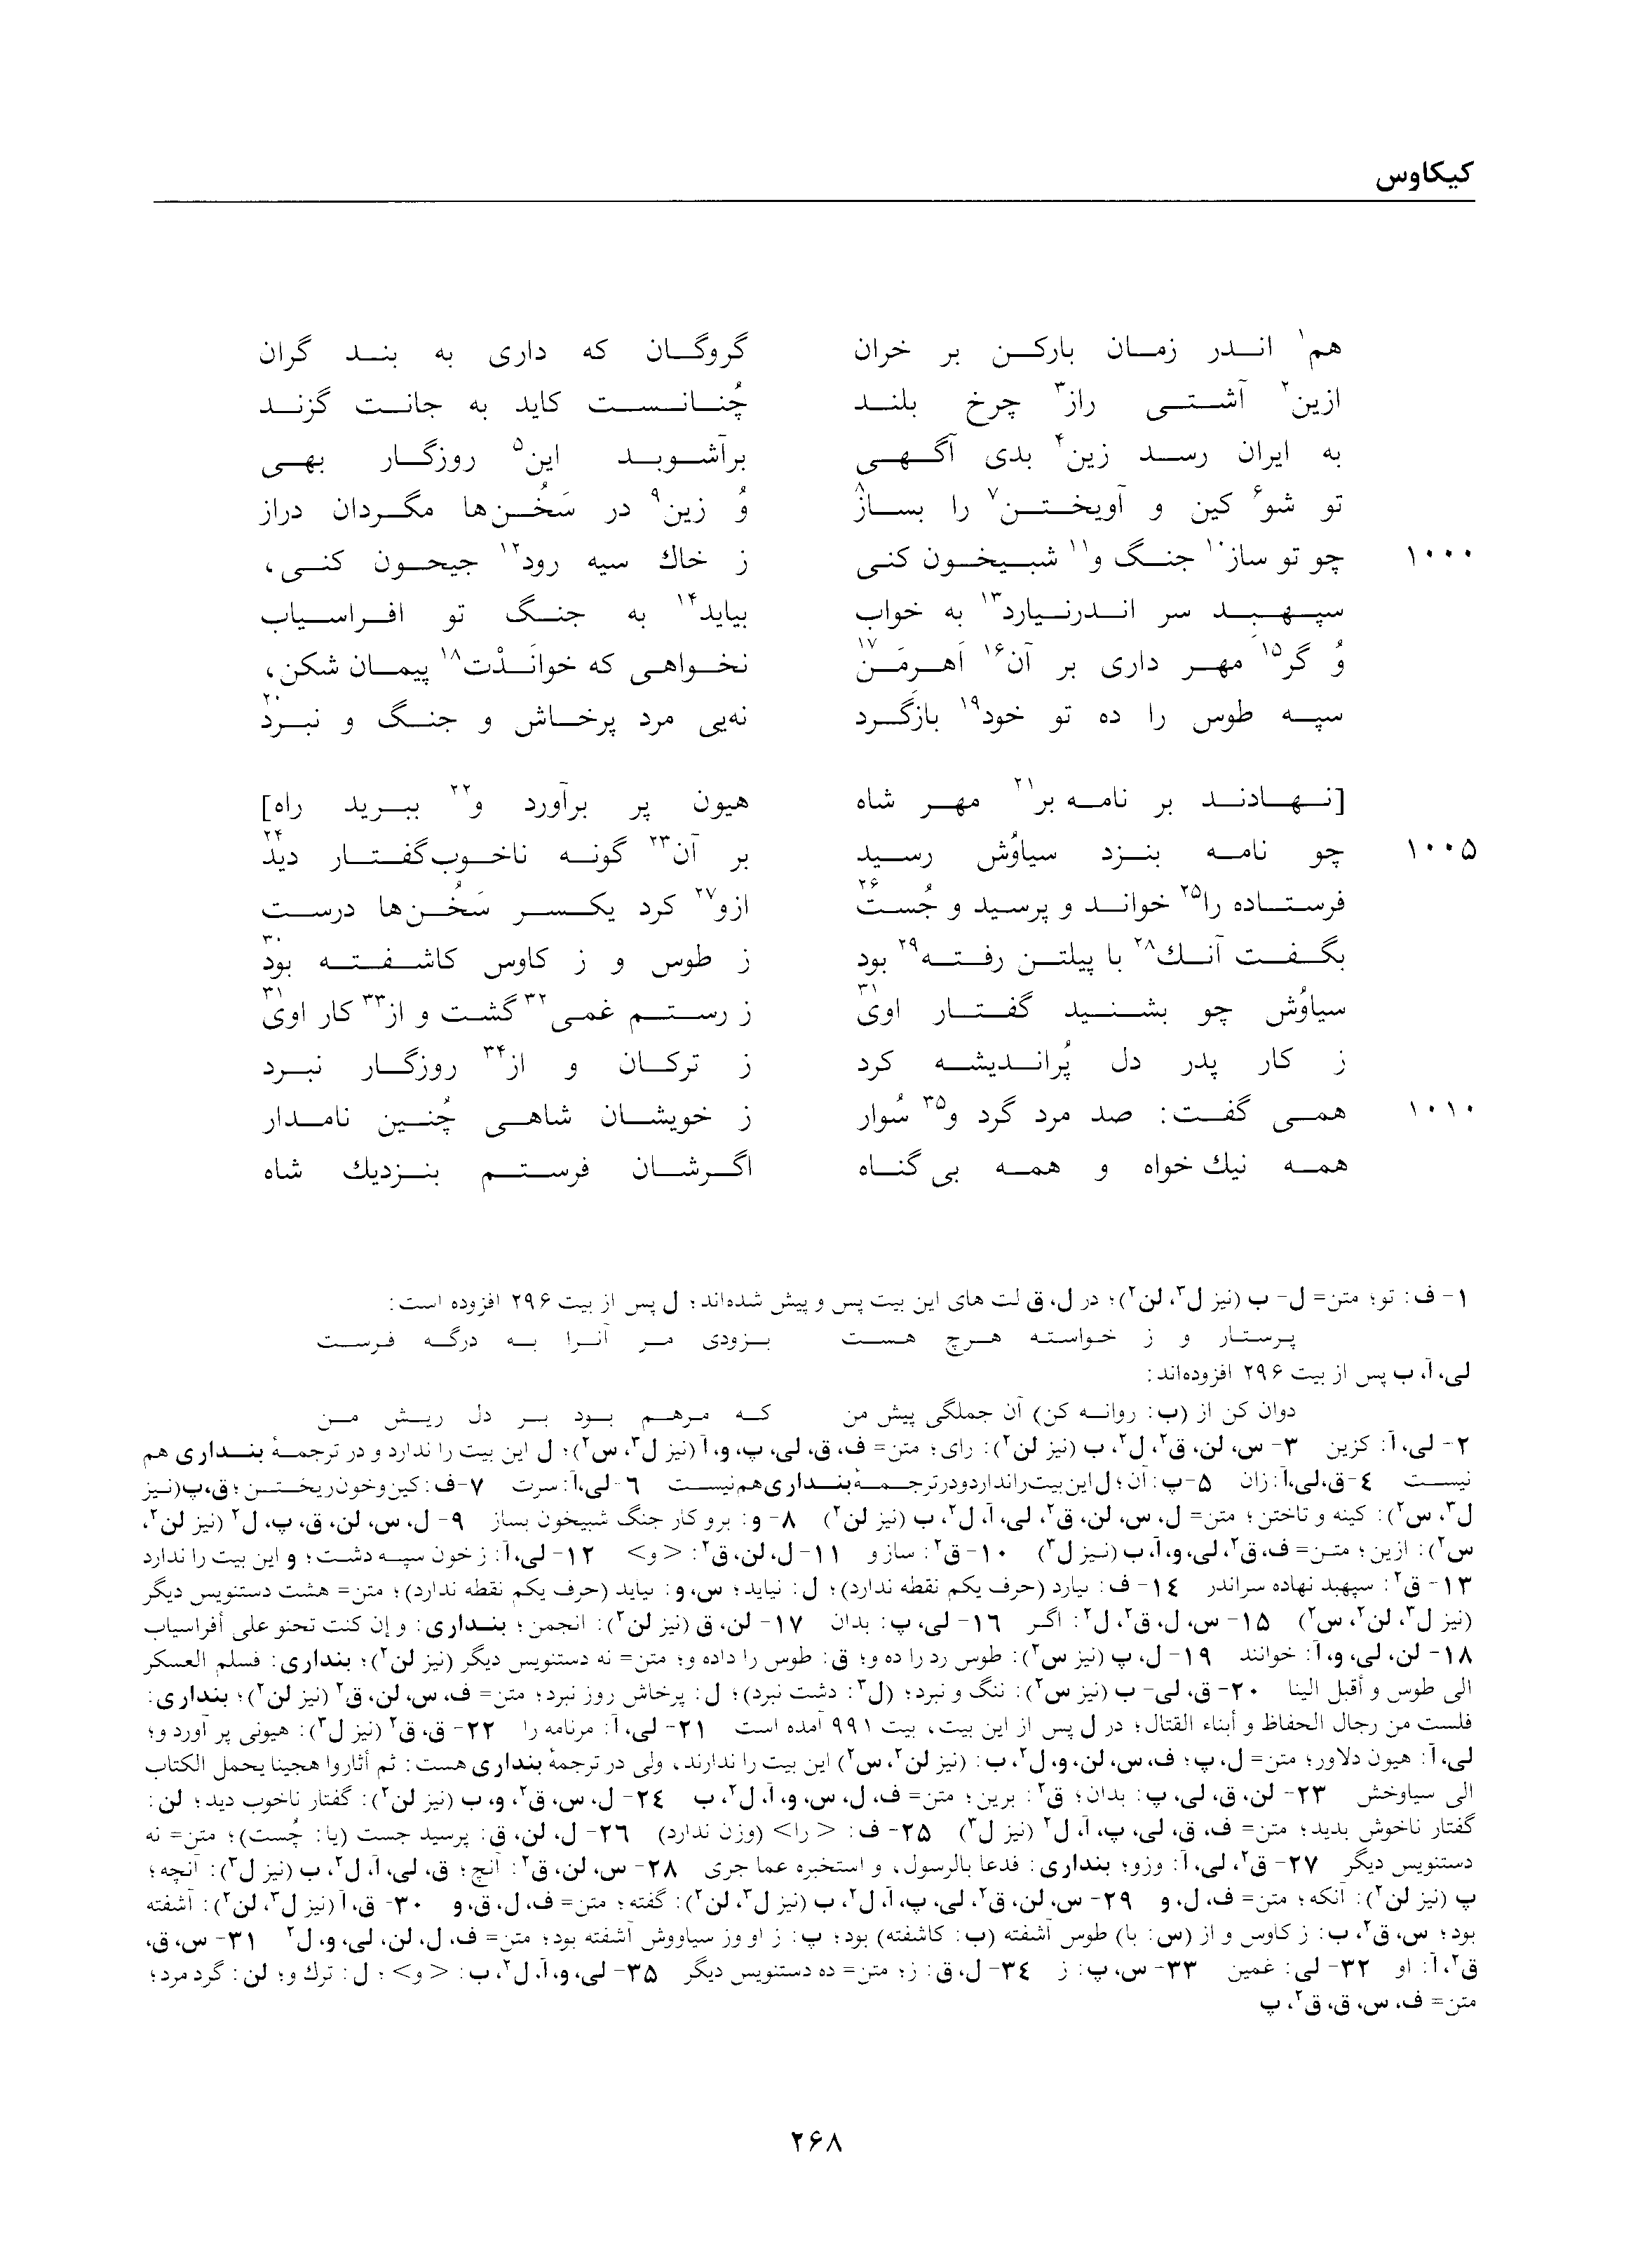 کیکاوس
هم¹ اندر زمان بارکن بر خران گروگان که داری به بند گران
ازین² آشتی راز³ چرخ بلند چُنانست کاید به جانت گزند
به ایران رسد زین⁴ بدی آگهی برآشوبد این⁵ روزگار بهی
تو شو⁶ کین و آویختن⁷ را بساز⁸ وُ زین⁹ در سَخُن‌ها مگردان دراز
۱۰۰۰ چو تو ساز¹⁰ جنگ و¹¹ شبیخون کنی ز خاك سیه رود¹² جیحون کنی،
سپهبد سر اندرنیارد¹³ به خواب بیاید¹⁴ به جنگ تو افراسیاب
وُ گر¹⁵ مهر داری بر آن¹⁶ اَهرمَن¹⁷ نخواهی که خوانَدْت¹⁸ پیمان شکن،
سپه طوس را ده تو خود¹⁹ بازگَرد نه‌یی مرد پرخاش و جنگ و نبرد²⁰
[نهادند بر نامه بر²¹ مهر شاه هیون پر برآورد و²² ببرید راه]
۱۰۰۵ چو نامه بنزد سیاوُش رسید بر آن²³ گونه ناخوب‌گفتار دید²⁴
فرستاده را²⁵ خواند و پرسید و جُست²⁶ ازو²⁷ کرد یکسر سَخُن‌ها درست
بگفت آنك²⁸ با پیلتن رفته²⁹ بود ز طوس و ز کاوس کاشفته بود³⁰
سیاوُش چو بشنید گفتار اوی³¹ ز رستم غمی³² گشت و از³³ کار اوی³¹
ز کار پدر دل پُراندیشه کرد ز ترکان و از³⁴ روزگار نبرد
۱۰۱۰ همی گفت: صد مرد گرد و³⁵ سُوار ز خویشان شاهی چُنین نامدار
همه نیك خواه و همه بی گناه اگرشان فرستم بنزدیك شاه
۱- ف: تو؛ متن= ل- ب (نیز ل³، لن²)؛ در ل، ق لت های این بیت پس و پیش شده‌اند؛ ل پس از بیت ۲۹۶ افزوده است:
پرستار و ز خواسته هرچ هست بزودی مر آنرا به درگه فرست
لی، آ، ب پس از بیت ۲۹۶ افزوده‌اند:
دوان کن از (ب: روانه کن) آن جملگی پیش من که مرهم بود بر دل ریش من
۲- لی، آ: کزین ۳- س، لن، ق²، ل²، ب (نیز لن²): رای؛ متن= ف، ق، لی، پ، و، آ (نیز ل³، س²)؛ ل این بیت را ندارد و در ترجمهٔ بنداری هم
نیست ۴- ق، لی، آ: زان ۵- پ: آن؛ ل این بیت را ندارد و در ترجمهٔ بنداری هم نیست ۶- لی، آ: سرت ۷- ف: کین و خون ریختن؛ ق، پ (نیز
ل³، س²): کینه و تاختن؛ متن= ل، س، لن، ق²، لی، آ، ل²، ب (نیز لن²) ۸- و: برو کار جنگ شبیخون بساز ۹- ل، س، لن، ق، پ، ل² (نیز لن²،
س²): ازین؛ متن= ف، ق²، لی، و، آ، ب (نیز ل³) ۱۰- ق²: ساز و ۱۱- ل، لن، ق²: <و> ۱۲- لی، آ: ز خون سپه دشت؛ و این بیت را ندارد
۱۳- ق²: سپهبد نهاده سراندر ۱۴- ف: ىیارد (حرف یکم نقطه ندارد)؛ ل: نیاید؛ س، و: ىیاید (حرف یکم نقطه ندارد)؛ متن= هشت دستنویس دیگر
(نیز ل³، لن²، س²) ۱۵- س، ل، ق²، ل²: اگر ۱۶- لی، پ: بدان ۱۷- لن، ق (نیز لن²): انجمن؛ بنداری: و إن کنت تحنو علی أفراسیاب
۱۸- لن، لی، و، آ: خوانند ۱۹- ل، پ (نیز س²): طوس رد را ده و؛ ق: طوس را داده و؛ متن= نه دستنویس دیگر (نیز لن²)؛ بنداری: فسلم العسکر
الی طوس و أقبل الینا ۲۰- ق، لی- ب (نیز س²): ننگ و نبرد؛ (ل³: دشت نبرد)؛ ل: پرخاش روز نبرد؛ متن= ف، س، لن، ق² (نیز لن²)؛ بنداری:
فلست من رجال الحفاظ و أبناء القتال؛ در ل پس از این بیت، بیت ۹۹۱ آمده است ۲۱- لی، آ: مرنامه را ۲۲- ق، ق² (نیز ل³): هیونی پر آورد و؛
لی، آ: هیون دلاور؛ متن= ل، پ؛ ف، س، لن، و، ل²، ب: (نیز لن²، س²) این بیت را ندارند، ولی در ترجمهٔ بنداری هست: ثم أثاروا هجینا یحمل الکتاب
الی سیاوخش ۲۳- لن، ق، لی، پ: بدان؛ ق²: برین؛ متن= ف، ل، س، و، آ، ل²، ب ۲۴- ل، س، ق²، و، ب (نیز لن²): گفتار ناخوب دید؛ لن:
گفتار ناخوش بدید؛ متن= ف، ق، لی، پ، آ، ل² (نیز ل³) ۲۵- ف: <را> (وزن ندارد) ۲۶- ل، لن، ق: پرسید جست (یا: چُست)؛ متن= نه
دستنویس دیگر ۲۷- ق²، لی، آ: وزو؛ بنداری: فدعا بالرسول، و استخبره عما جری ۲۸- س، لن، ق²: آنچ؛ ق، لی، آ، ل²، ب (نیز ل³): آنچه؛
پ (نیز لن²): آنکه؛ متن= ف، ل، و ۲۹- س، لن، ق²، لی، پ، آ، ل²، ب (نیز ل³، لن²): گفته؛ متن= ف، ل، ق، و ۳۰- ق، آ (نیز ل³، لن²): آشفته
بود؛ س، ق²، ب: ز کاوس و از (س: با) طوس آشفته (ب: کاشفته) بود؛ پ: ز او وز سیاووش آشفته بود؛ متن= ف، ل، لن، لی، و، ل² ۳۱- س، ق،
ق²، آ: او ۳۲- لی: غمین ۳۳- س، پ: ز ۳۴- ل، ق: ز؛ متن= ده دستنویس دیگر ۳۵- لی، و، آ، ل²، ب: <و>؛ ل: ترك و؛ لن: گرد مرد؛
متن= ف، س، ق، ق²، پ
۲۶۸